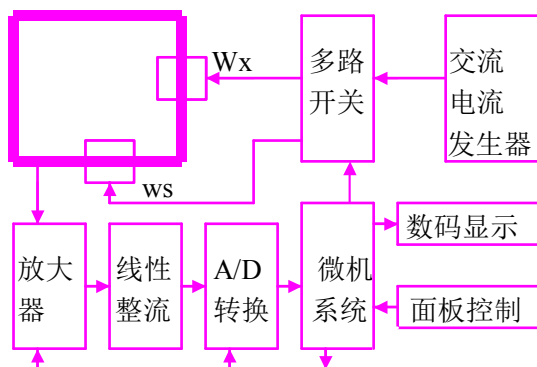 Wx
多路
开关
交流
电流
发生器
ws
放大
器
线性
整流
A/D
转换
微机
系统
数码显示
面板控制